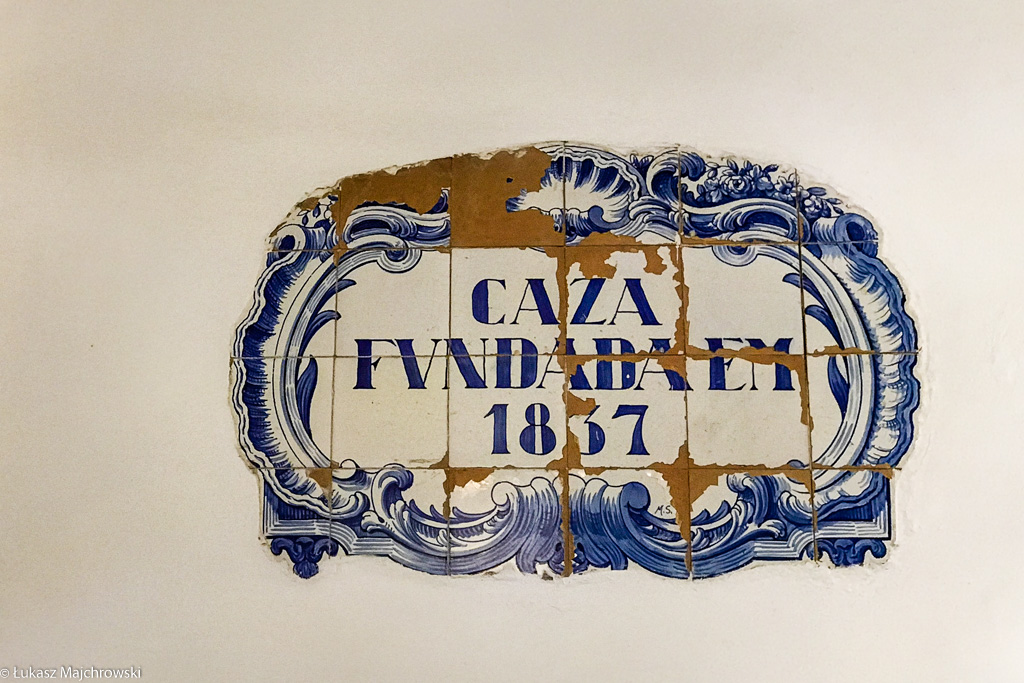 CAZA
FVNDADA EM
1837
M.S.
© Łukasz Majchrowski